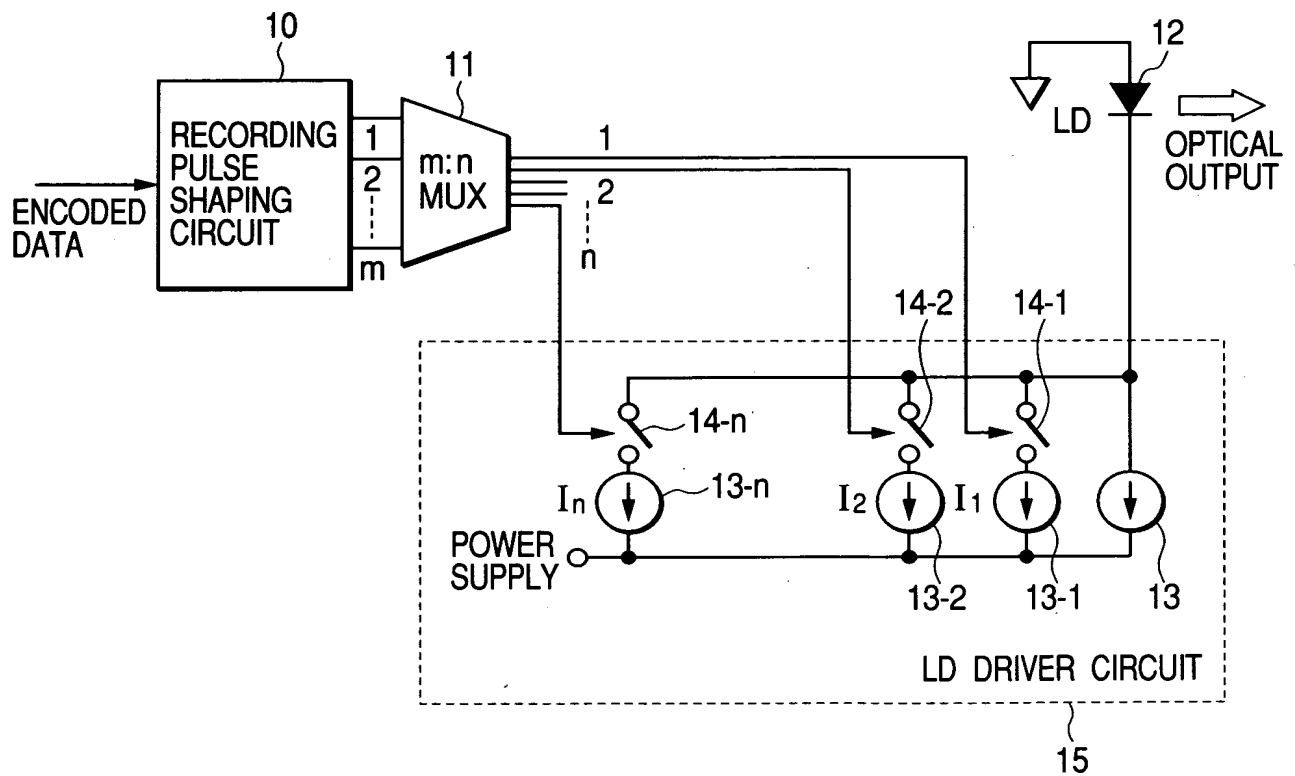 10
11
12
RECORDING
PULSE
SHAPING
CIRCUIT
1
2
m
m:n
MUX
1
2
n
LD
OPTICAL
OUTPUT
ENCODED
DATA
14-2
14-1
14-n
In
13-n
I2
I1
POWER
SUPPLY
13-2
13-1
13
LD DRIVER CIRCUIT
15